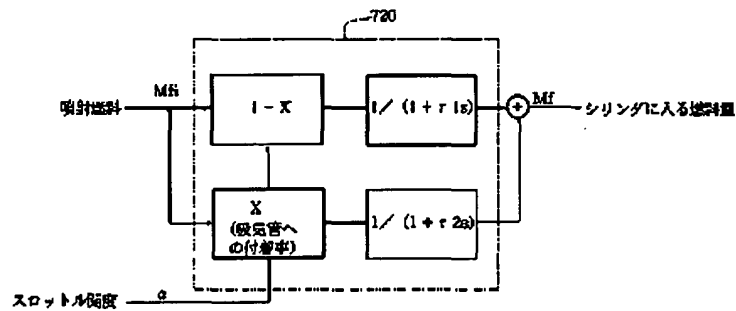 720
噴射燃料
Mfi
1-X
1/(1+τ1s)
Mf
シリンダに入る燃料量
X
(吸気管へ
の付着率)
1/(1+τ2s)
スロットル開度
α